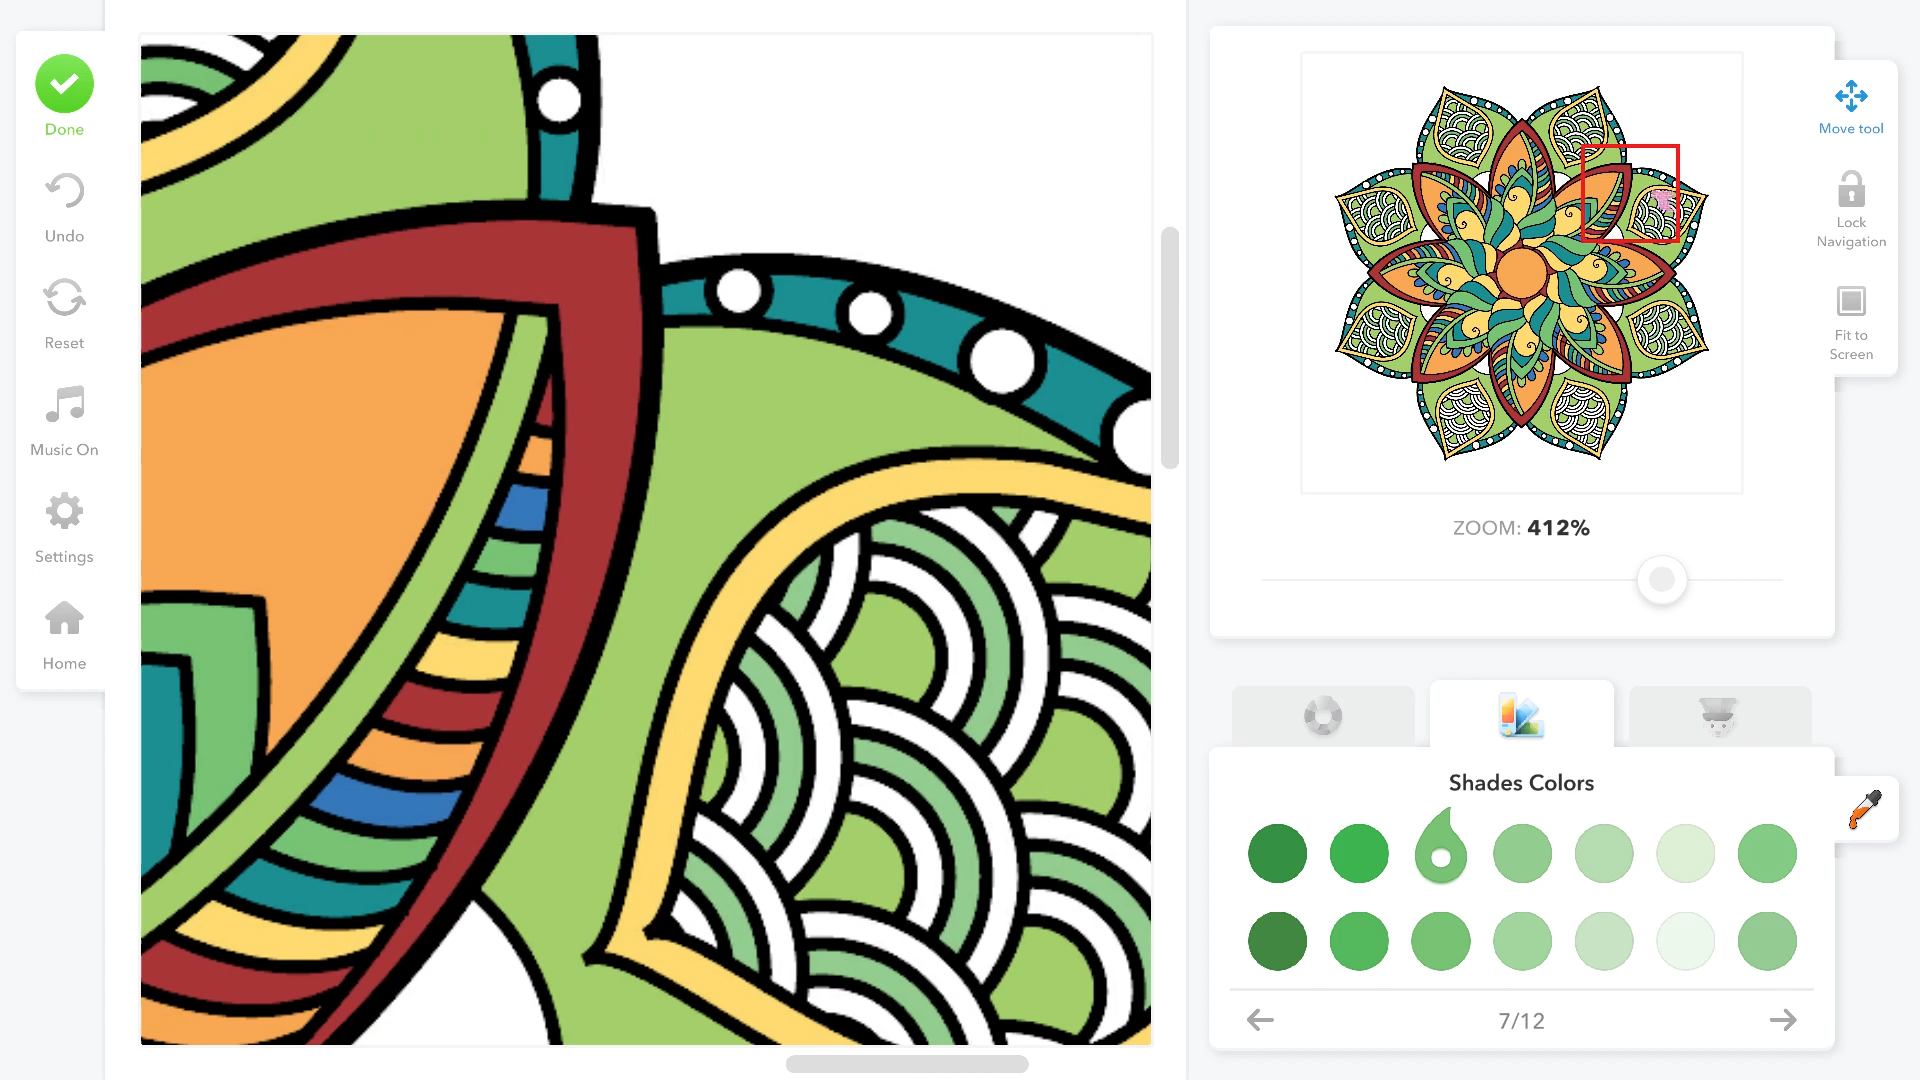 Done
Undo
Reset
Music On
Settings
Home
Move tool
Lock
Navigation
Fit to
Screen
ZOOM: 412%
Shades Colors
7/12